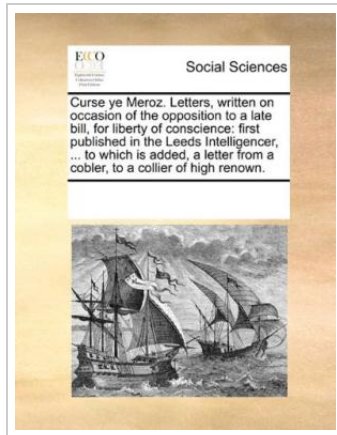 ECCO
Social Sciences
Curse ye Meroz. Letters, written on
occasion of the opposition to a late
bill, for liberty of conscience: first
published in the Leeds Intelligencer,
... to which is added, a letter from a
cobler, to a collier of high renown.